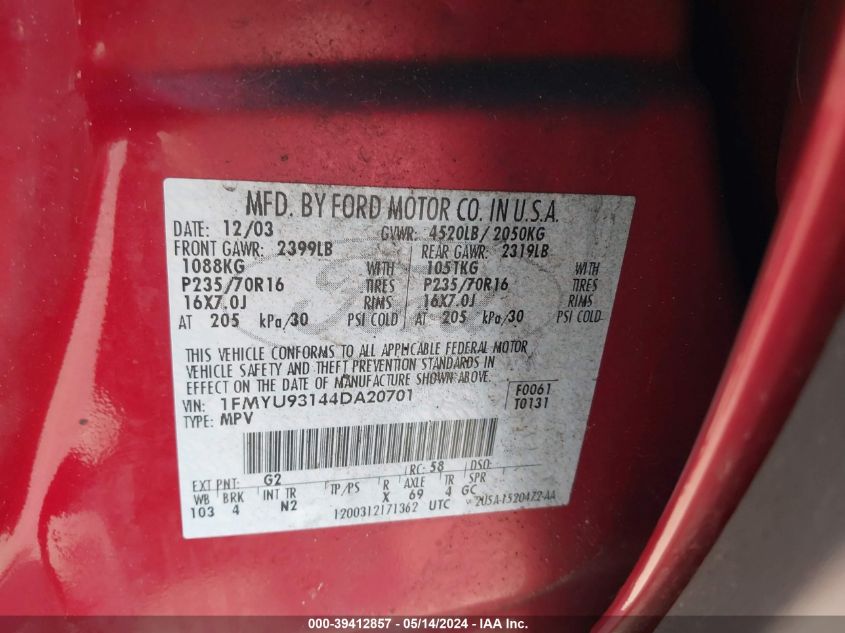 MFD. BY FORD MOTOR CO. IN U.S.A.
DATE: 12/03 GVWR: 4520LB / 2050KG
FRONT GAWR: 2399LB REAR GAWR: 2319LB
1088KG WITH 1051KG WITH
P235/70R16 TIRES P235/70R16 TIRES
16X7.0J RIMS 16X7.0J RIMS
AT 205 kPa/30 PSI COLD AT 205 kPa/30 PSI COLD
THIS VEHICLE CONFORMS TO ALL APPLICABLE FEDERAL MOTOR
VEHICLE SAFETY AND THEFT PREVENTION STANDARDS IN
EFFECT ON THE DATE OF MANUFACTURE SHOWN ABOVE.
VIN: 1FMYU93144DA20701 F0061
TYPE: MPV T0131
EXT PNT: G2 RC: 58 DSO:
WB BRK INT TR TP/PS R AXLE TR SPR
103 4 N2 X 69 4 GC
1200312171362 UTC 2U5A-1520472-AA
000-39412857 - 05/14/2024 - IAA Inc.